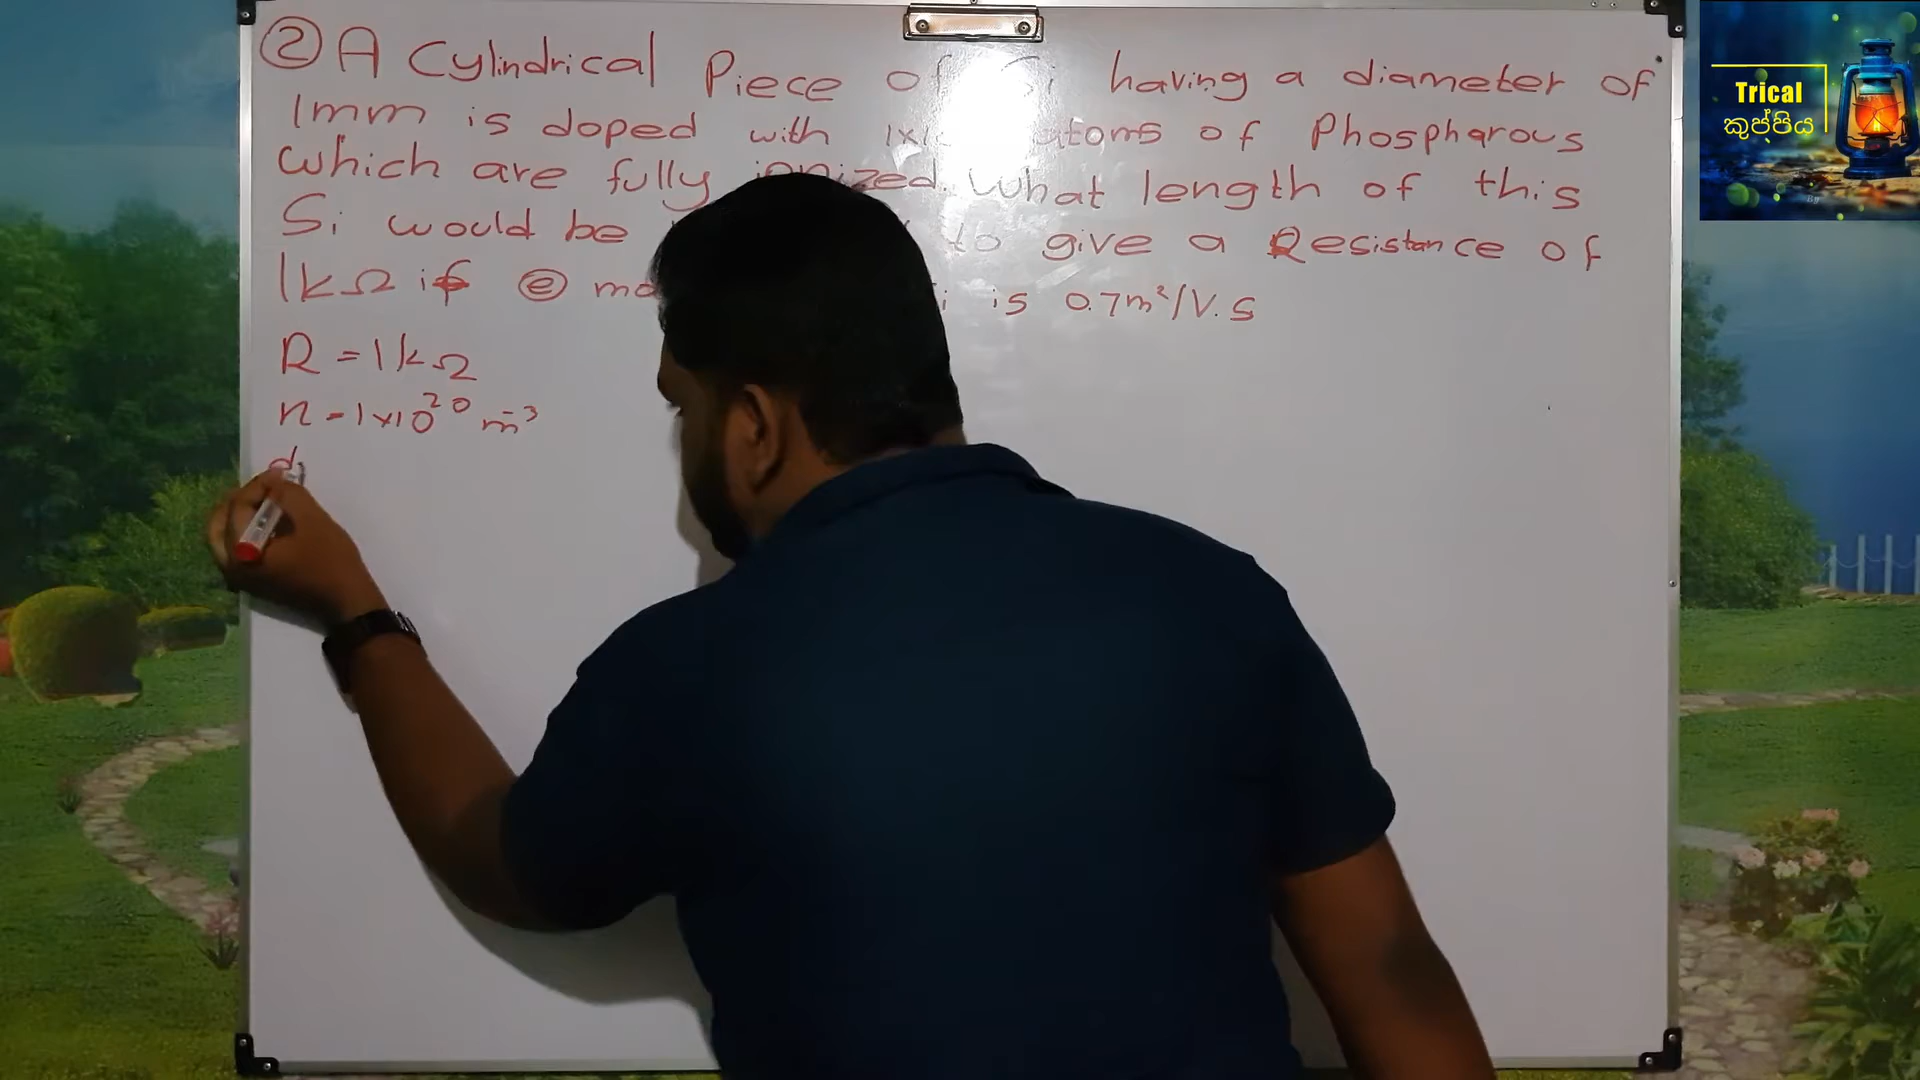 ② A Cylindrical Piece of Si having a diameter of
1mm is doped with atoms of Phospharous
which are fully ionized. What length of this
Si would be to give a Resistance of
1kΩ if ⓔ is 0.7m²/V.S
R = 1kΩ
n = 1×10²⁰ m⁻³
d
Trical
කුප්පිය